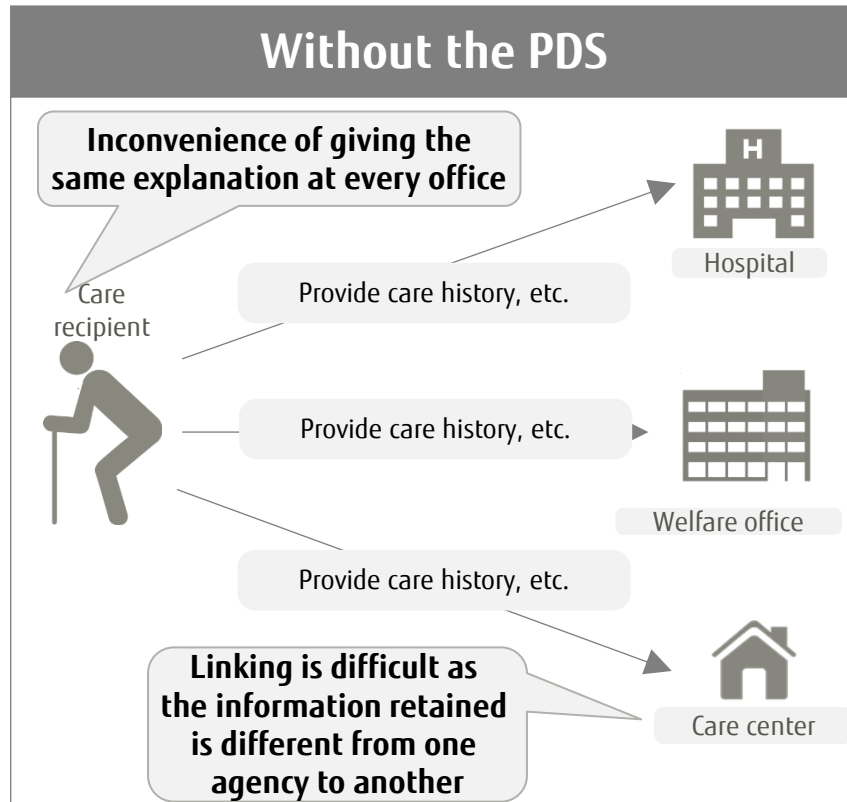 Without the PDS
Inconvenience of giving the
same explanation at every office
H
Hospital
Provide care history, etc.
Care
recipient
Provide care history, etc.
Welfare office
Provide care history, etc.
Linking is difficult as
the information retained
is different from one
agency to another
Care center